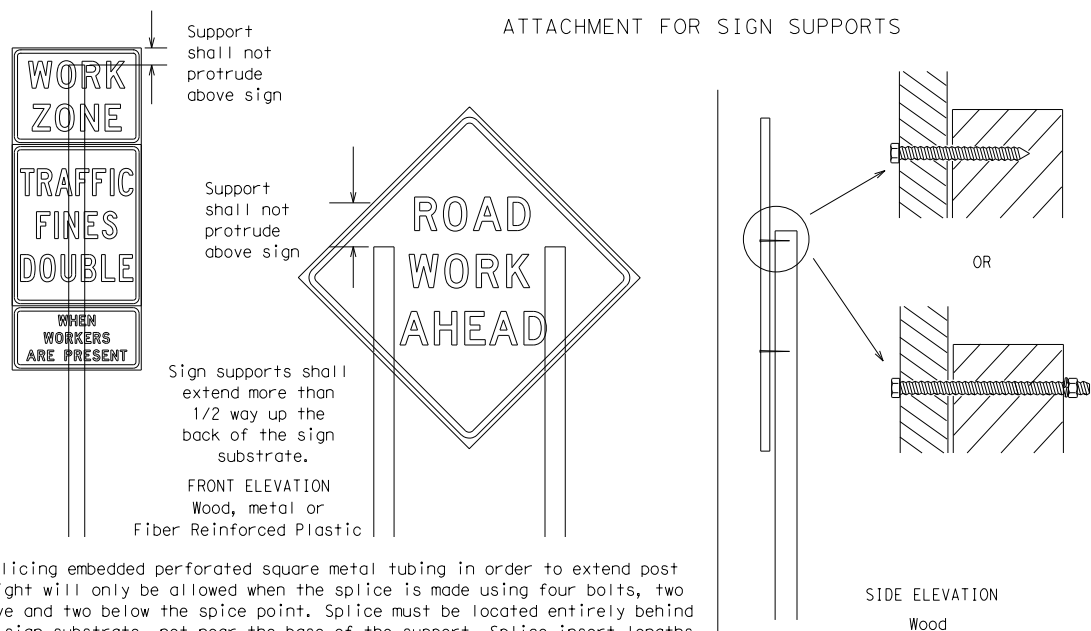 ATTACHMENT FOR SIGN SUPPORTS
Support
shall not
protrude
above sign
WORK
ZONE
TRAFFIC
FINES
DOUBLE
WHEN
WORKERS
ARE PRESENT
Support
shall not
protrude
above sign
ROAD
WORK
AHEAD
Sign supports shall
extend more than
1/2 way up the
back of the sign
substrate.
FRONT ELEVATION
Wood, metal or
Fiber Reinforced Plastic
OR
SIDE ELEVATION
Wood
licing embedded perforated square metal tubing in order to extend post
ight will only be allowed when the splice is made using four bolts, two
ve and two below the spice point. Splice must be located entirely behind
sign substrate, not near the base of the support. Splice insert lengths